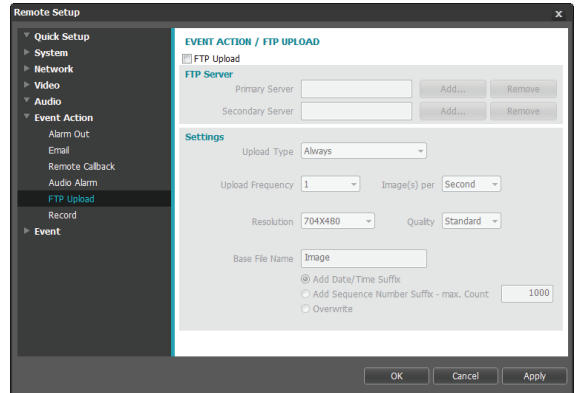 Remote Setup
x
Quick Setup
System
Network
Video
Audio
Event Action
Alarm Out
Email
Remote Callback
Audio Alarm
FTP Upload
Record
Event
EVENT ACTION / FTP UPLOAD
FTP Upload
FTP Server
Primary Server Add... Remove
Secondary Server Add... Remove
Settings
Upload Type Always
Upload Frequency 1 Image(s) per Second
Resolution 704X480 Quality Standard
Base File Name Image
Add Date/Time Suffix
Add Sequence Number Suffix - max. Count 1000
Overwrite
OK Cancel Apply